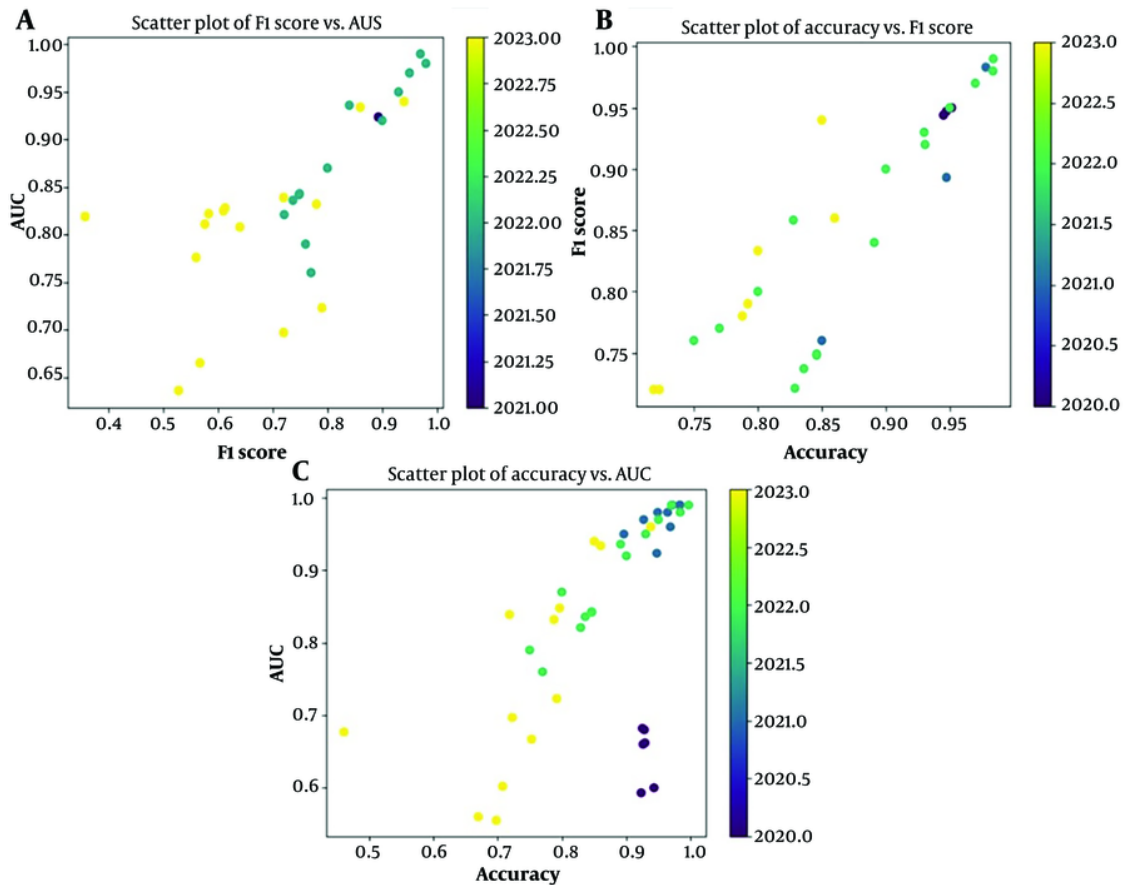 A
Scatter plot of F1 score vs. AUS
1.00
0.95
0.90
0.85
0.80
0.75
0.70
0.65
AUC
0.4 0.5 0.6 0.7 0.8 0.9 1.0
F1 score
2023.00
2022.75
2022.50
2022.25
2022.00
2021.75
2021.50
2021.25
2021.00
B
Scatter plot of accuracy vs. F1 score
1.00
0.95
0.90
0.85
0.80
0.75
F1 score
0.75 0.80 0.85 0.90 0.95
Accuracy
2023.0
2022.5
2022.0
2021.5
2021.0
2020.5
2020.0
C
Scatter plot of accuracy vs. AUC
1.0
0.9
0.8
0.7
0.6
AUC
0.5 0.6 0.7 0.8 0.9 1.0
Accuracy
2023.0
2022.5
2022.0
2021.5
2021.0
2020.5
2020.0